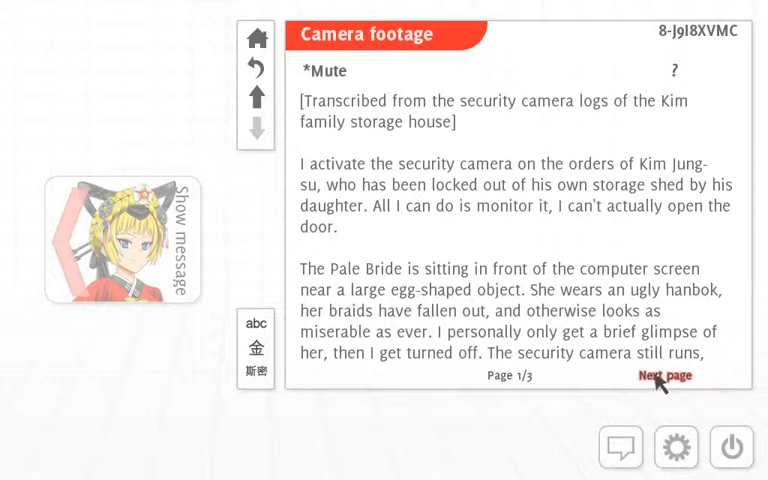 Camera footage
8-J9I8XVMC
*Mute
?
[Transcribed from the security camera logs of the Kim
family storage house]
I activate the security camera on the orders of Kim Jung-
su, who has been locked out of his own storage shed by his
daughter. All I can do is monitor it, I can't actually open the
door.
The Pale Bride is sitting in front of the computer screen
near a large egg-shaped object. She wears an ugly hanbok,
her braids have fallen out, and otherwise looks as
miserable as ever. I personally only get a brief glimpse of
her, then I get turned off. The security camera still runs,
Page 1/3
Next page
Show message
abc
金
斯密